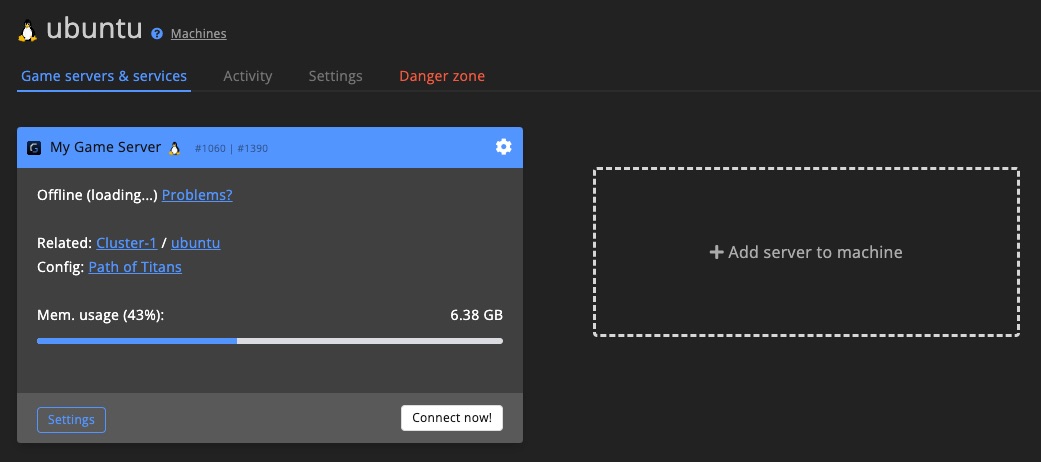 ubuntu ? Machines
Game servers & services Activity Settings Danger zone
My Game Server #1060 | #1390
Offline (loading...) Problems?
Related: Cluster-1 / ubuntu
Config: Path of Titans
Mem. usage (43%): 6.38 GB
Settings Connect now!
+ Add server to machine